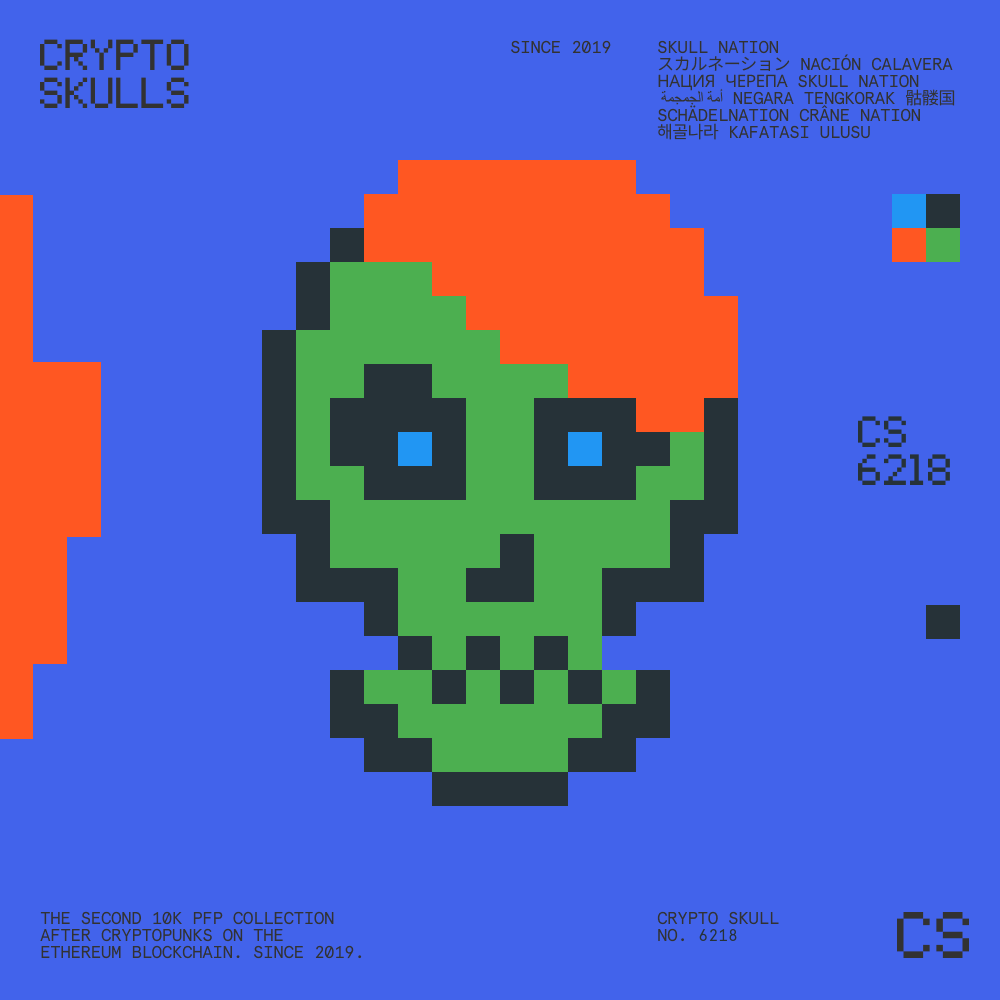 CRYPTO
SKULLS
SINCE 2019
SKULL NATION
スカルネーション NACIÓN CALAVERA
НАЦИЯ ЧЕРЕПА SKULL NATION
أمة الجمجمة NEGARA TENGKORAK 骷髅国
SCHÄDELNATION CRÂNE NATION
해골나라 KAFATASI ULUSU
CS
6218
THE SECOND 10K PFP COLLECTION
AFTER CRYPTOPUNKS ON THE
ETHEREUM BLOCKCHAIN. SINCE 2019.
CRYPTO SKULL
NO. 6218
CS